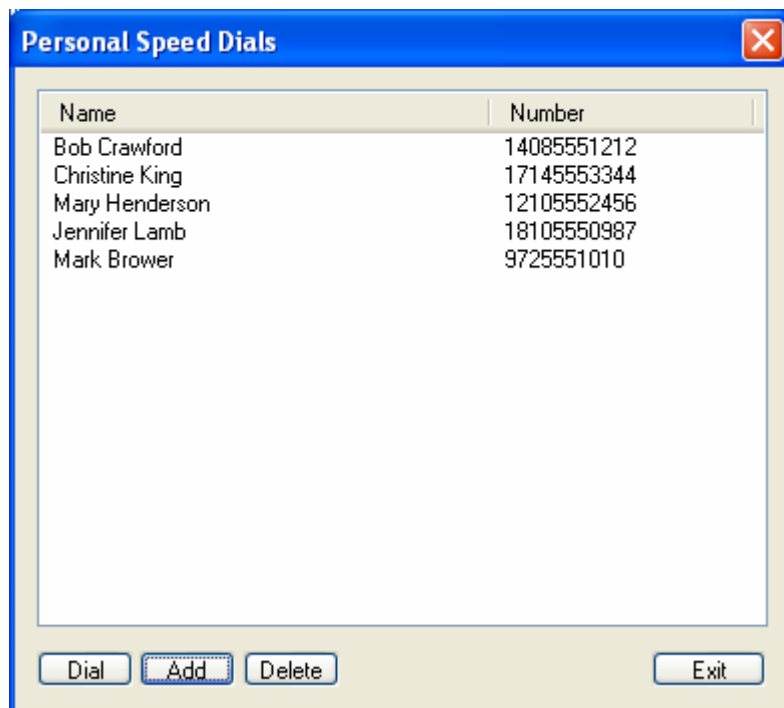 Personal Speed Dials
Name Number
Bob Crawford 14085551212
Christine King 17145553344
Mary Henderson 12105552456
Jennifer Lamb 18105550987
Mark Brower 9725551010
Dial Add Delete Exit